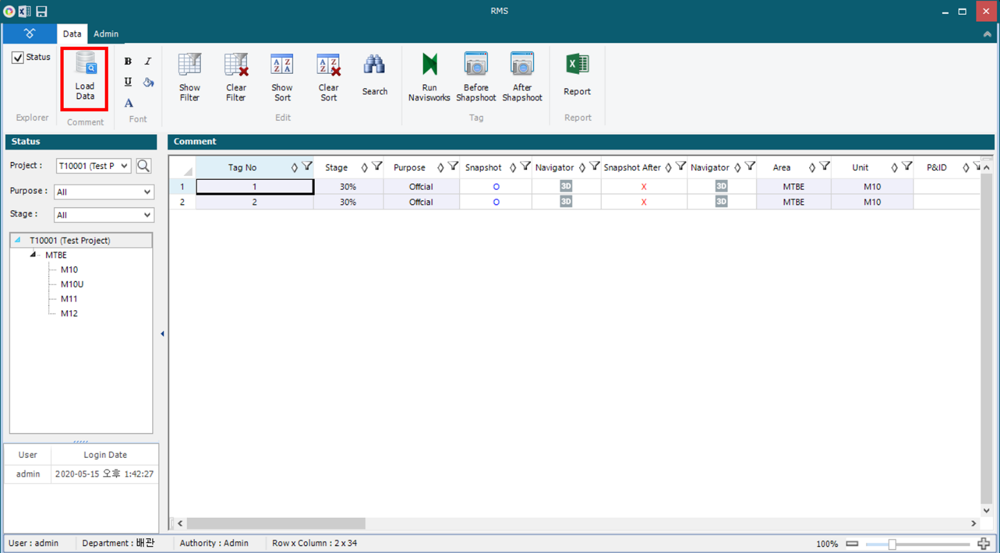 RMS
Data Admin
Status
Load
Data
B I
U
A
Show
Filter
Clear
Filter
Show
Sort
Clear
Sort
Search
Run
Navisworks
Before
Shapshoot
After
Shapshoot
Report
Explorer Comment Font Edit Tag Report
Status
Project : T10001 (Test P
Purpose : All
Stage : All
T10001 (Test Project)
MTBE
M10
M10U
M11
M12
User Login Date
admin 2020-05-15 오후 1:42:27
Comment
Tag No Stage Purpose Snapshot Navigator Snapshot After Navigator Area Unit P&ID
1 1 30% Offcial O 3D X 3D MTBE M10
2 2 30% Offcial O 3D X 3D MTBE M10
User : admin Department : 배관 Authority : Admin Row x Column : 2 x 34 100%